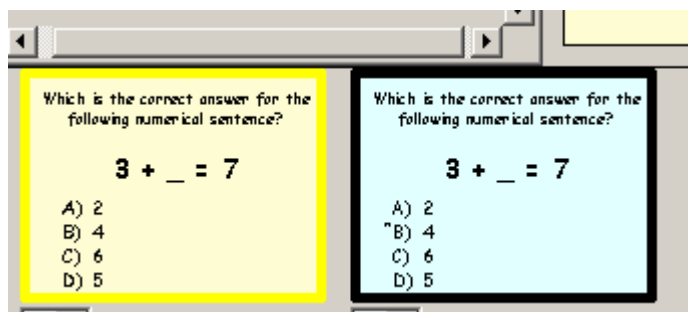 Which is the correct answer for the
following numerical sentence?
3 + _ = 7
A) 2
B) 4
C) 6
D) 5
Which is the correct answer for the
following numerical sentence?
3 + _ = 7
A) 2
"B) 4
C) 6
D) 5